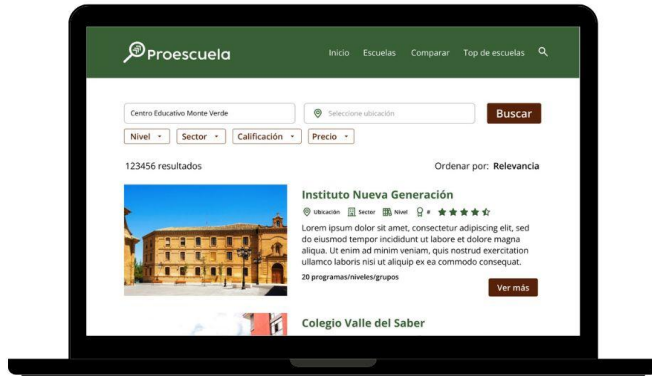 Proescuela
Inicio Escuelas Comparar Top de escuelas
Centro Educativo Monte Verde
Seleccione ubicación
Buscar
Nivel
Sector
Calificación
Precio
123456 resultados
Ordenar por: Relevancia
Instituto Nueva Generación
Ubicación Sector Nivel #
Lorem ipsum dolor sit amet, consectetur adipiscing elit, sed
do eiusmod tempor incididunt ut labore et dolore magna
aliqua. Ut enim ad minim veniam, quis nostrud exercitation
ullamco laboris nisi ut aliquip ex ea commodo consequat.
20 programas/niveles/grupos
Ver más
Colegio Valle del Saber